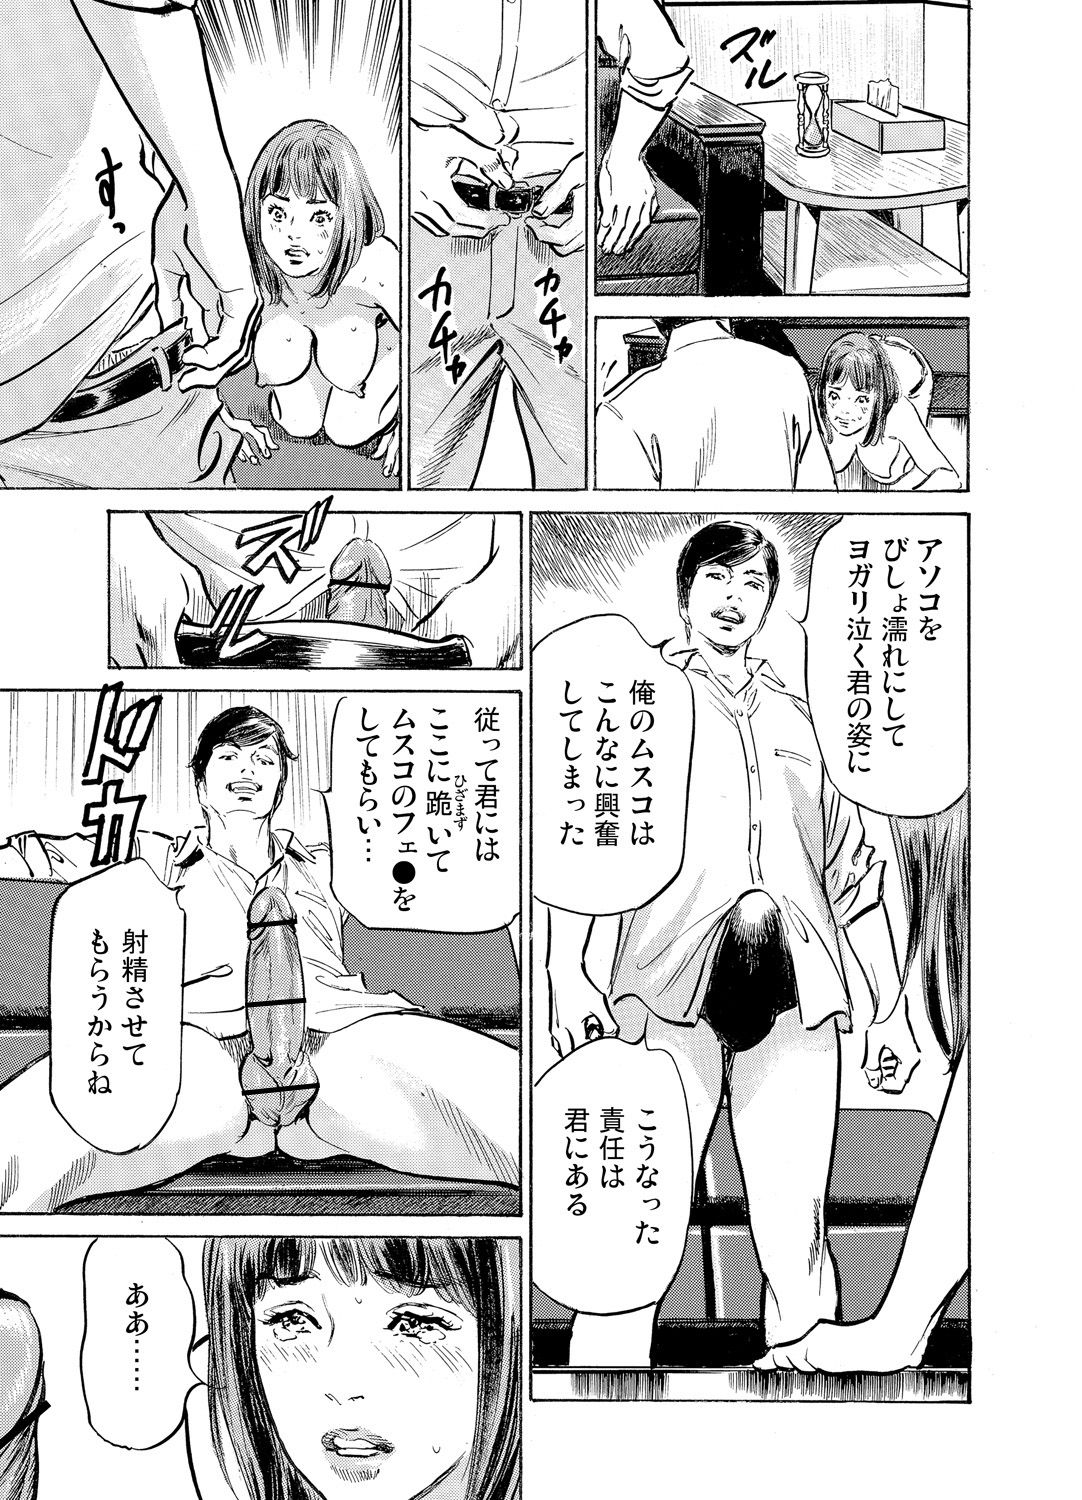 ズル
カチャ
カチャ
すっ
アソコを
びしょ濡れにして
ヨガリ泣く君の姿に
俺のムスコは
こんなに興奮
してしまった
こうなった
責任は
君にある
ズル
従って君には
ここに跪いて
ひざまず
ムスコのフェ●を
してもらい…
ドカ
射精させて
もらうからね
ああ……